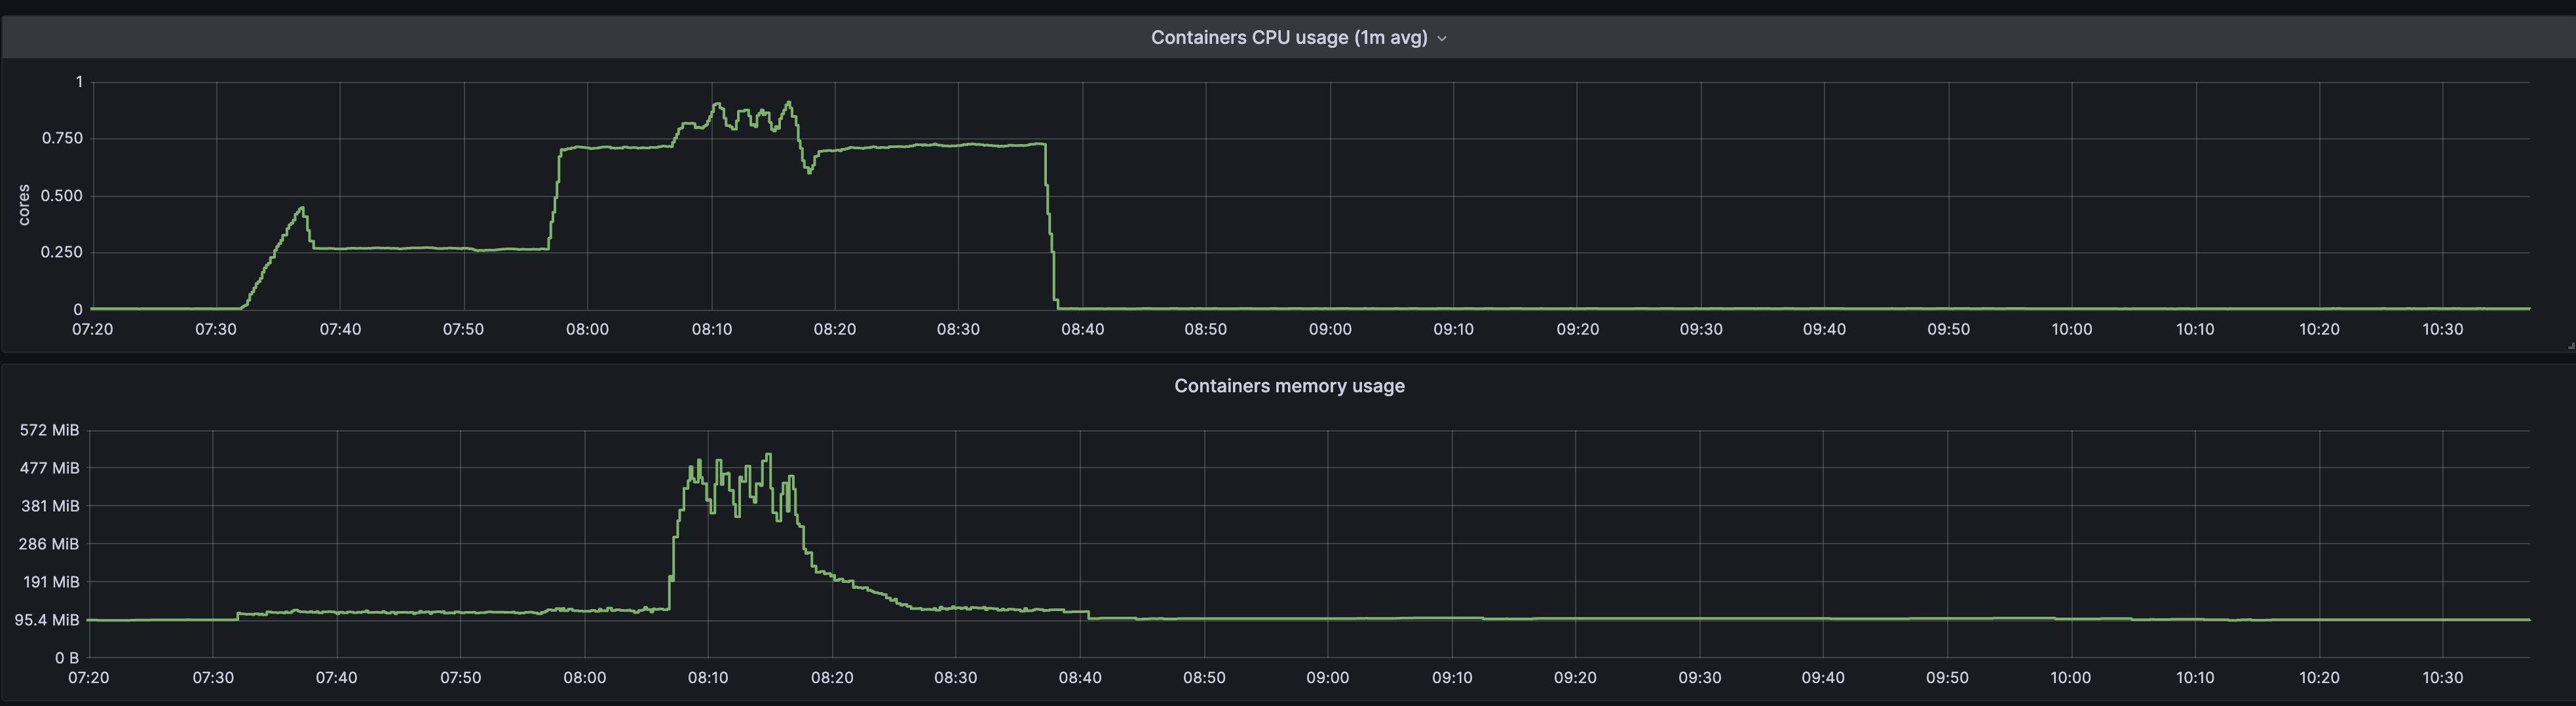 Containers CPU usage (1m avg)
1
0.750
0.500
0.250
0
cores
07:20 07:30 07:40 07:50 08:00 08:10 08:20 08:30 08:40 08:50 09:00 09:10 09:20 09:30 09:40 09:50 10:00 10:10 10:20 10:30
Containers memory usage
572 MiB
477 MiB
381 MiB
286 MiB
191 MiB
95.4 MiB
0 B
07:20 07:30 07:40 07:50 08:00 08:10 08:20 08:30 08:40 08:50 09:00 09:10 09:20 09:30 09:40 09:50 10:00 10:10 10:20 10:30